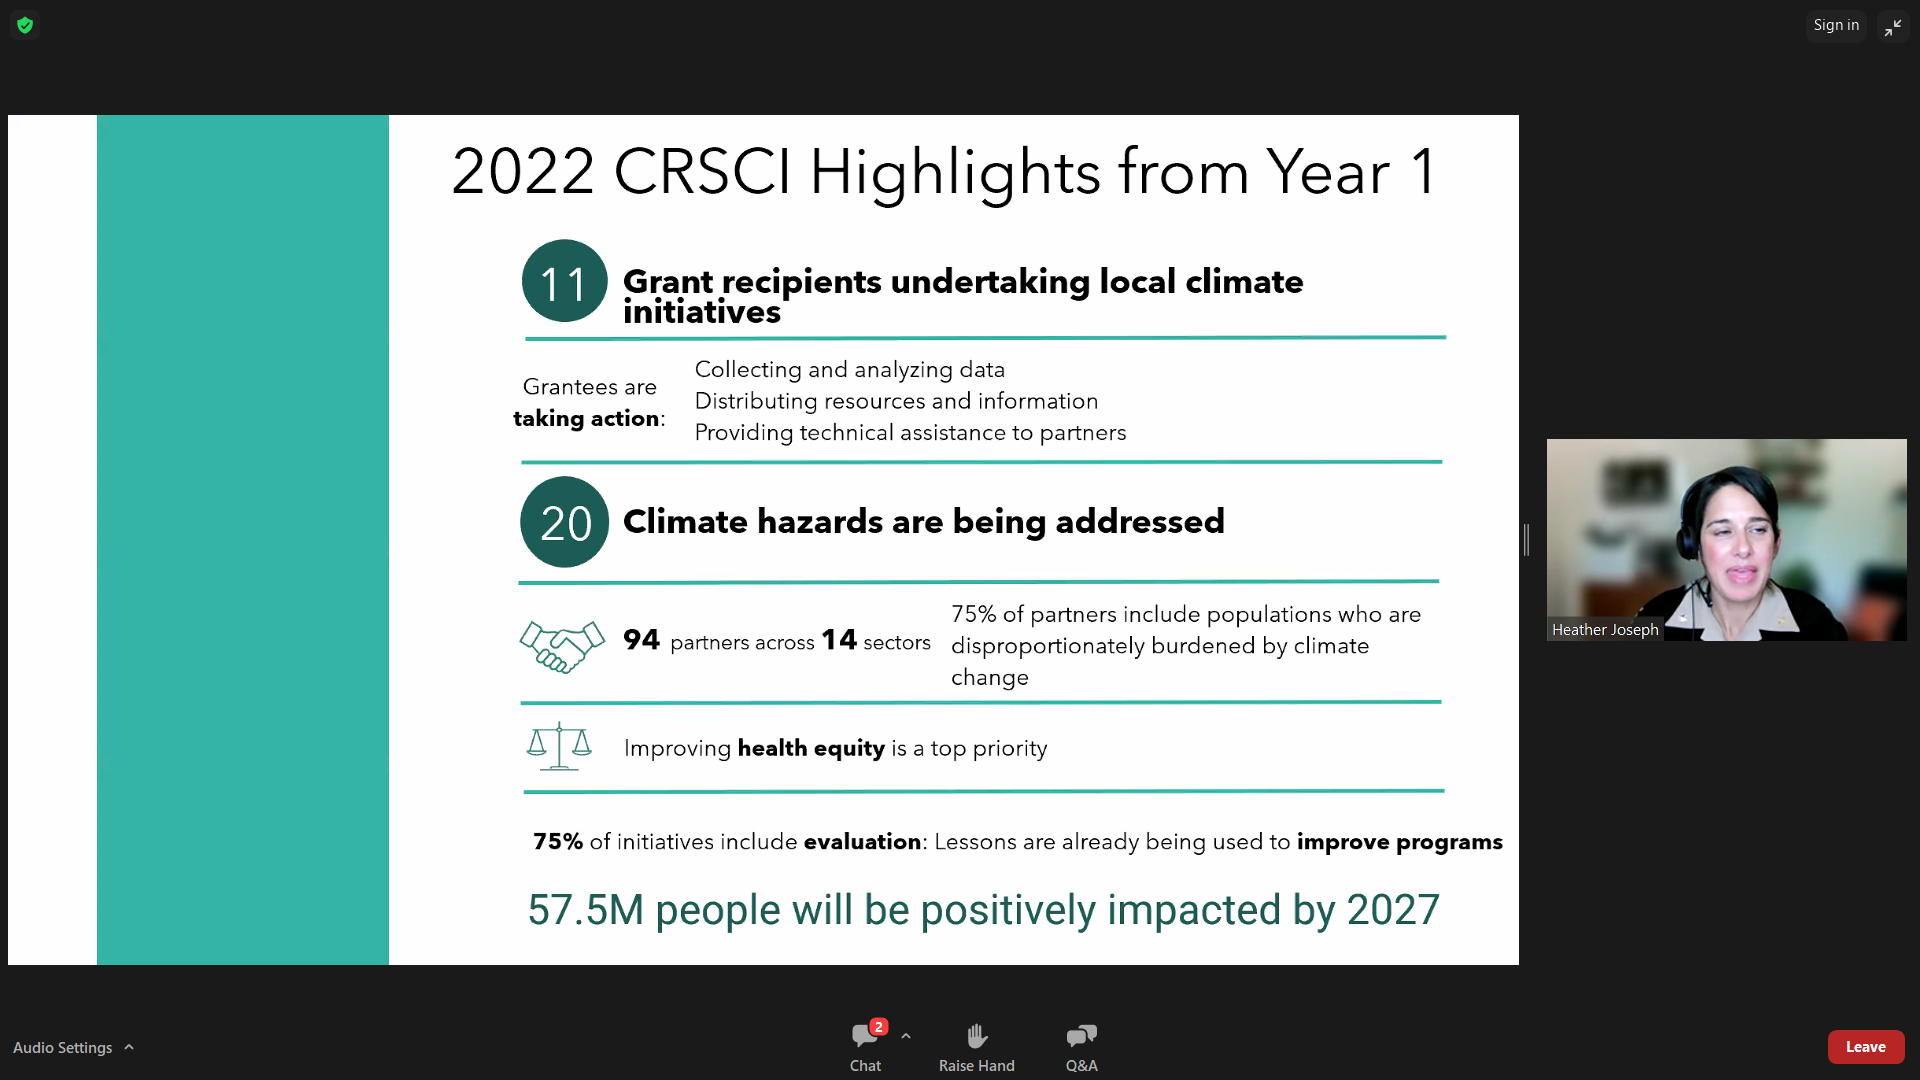 Sign in
2022 CRSCI Highlights from Year 1
11
Grant recipients undertaking local climate
initiatives
Grantees are
taking action:
Collecting and analyzing data
Distributing resources and information
Providing technical assistance to partners
20
Climate hazards are being addressed
94 partners across 14 sectors
75% of partners include populations who are
disproportionately burdened by climate
change
Improving health equity is a top priority
75% of initiatives include evaluation: Lessons are already being used to improve programs
57.5M people will be positively impacted by 2027
Heather Joseph
Audio Settings
2
Chat
Raise Hand
Q&A
Leave